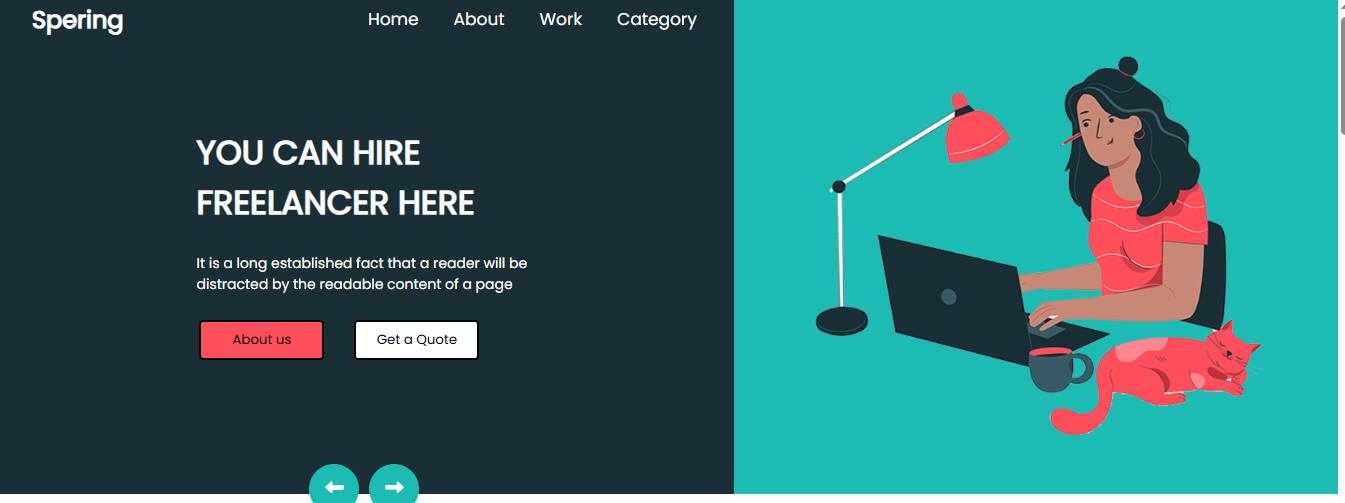 Spering
Home About Work Category
YOU CAN HIRE
FREELANCER HERE
It is a long established fact that a reader will be
distracted by the readable content of a page
About us Get a Quote